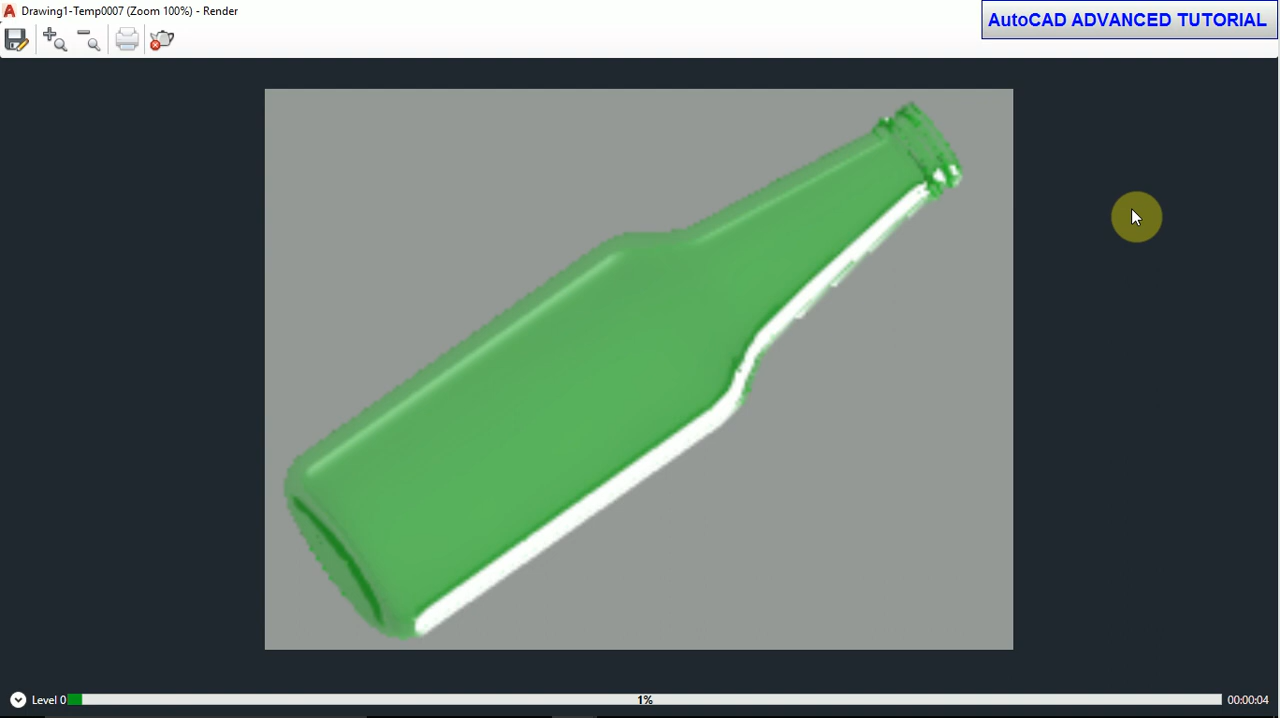 Drawing1-Temp0007 (Zoom 100%) - Render
AutoCAD ADVANCED TUTORIAL
Level 0
1%
00:00:04